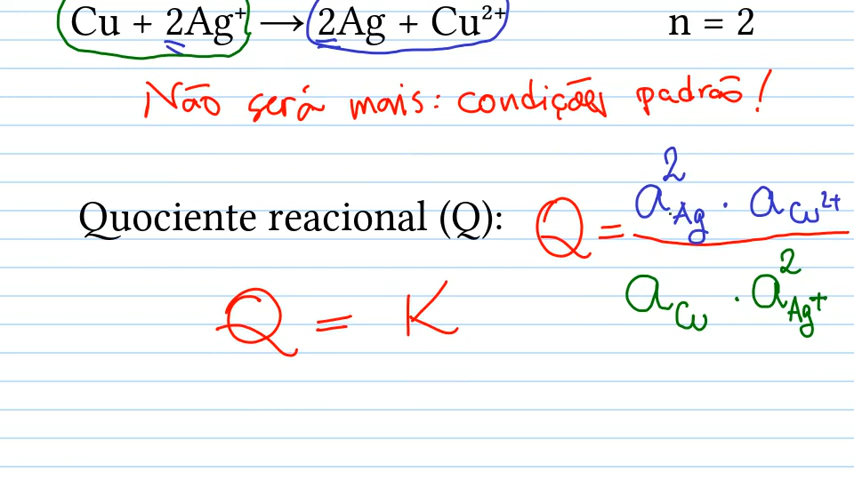 Cu + 2Ag⁺ ⟶ 2Ag + Cu²⁺ n = 2
Não será mais: condições padrão!
Quociente reacional (Q): Q = a²Ag · aCu²⁺ / aCu · a²Ag⁺
Q = K